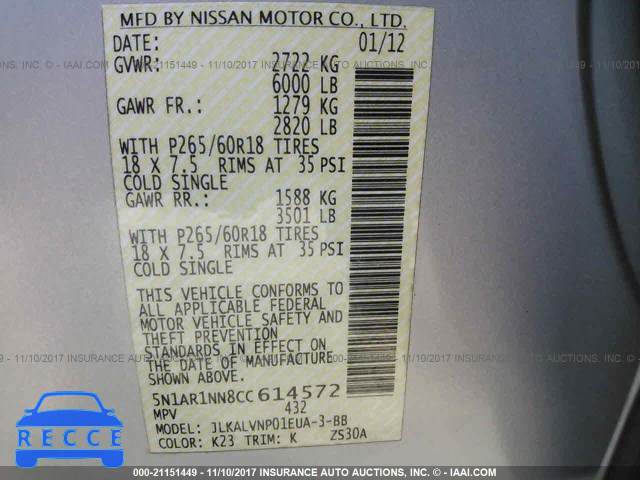 MFD BY NISSAN MOTOR CO., LTD.
DATE: 01/12
GVWR: 2722 KG
6000 LB
GAWR FR.: 1279 KG
2820 LB
WITH P265/60R18 TIRES
18 X 7.5 RIMS AT 35 PSI
COLD SINGLE
GAWR RR.: 1588 KG
3501 LB
WITH P265/60R18 TIRES
18 X 7.5 RIMS AT 35 PSI
COLD SINGLE
THIS VEHICLE CONFORMS TO
ALL APPLICABLE FEDERAL
MOTOR VEHICLE SAFETY AND
THEFT PREVENTION
STANDARDS IN EFFECT ON
THE DATE OF MANUFACTURE
SHOWN ABOVE.
5N1AR1NN8CC614572
MPV 432
MODEL: 3LKALVNP01EUA-3-BB
COLOR: K23 TRIM: K ZS30A
000-21151449 - 11/10/2017 - INSURANCE AUTO AUCTIONS, INC. - © IAAI.COM